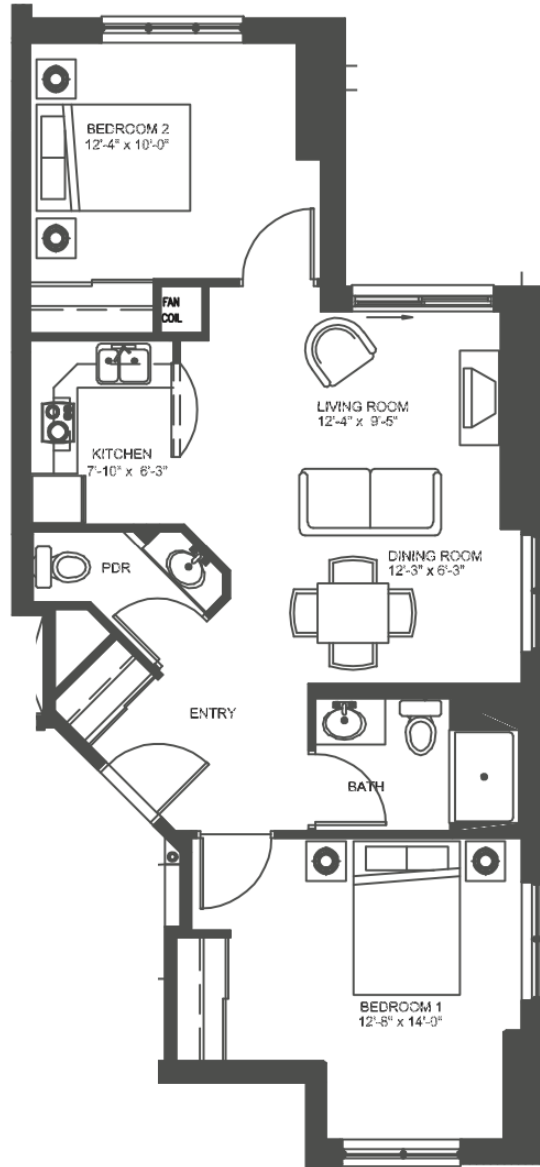 BEDROOM 2
12'-4" x 10'-0"
FAN
COIL
LIVING ROOM
12'-4" x 9'-5"
KITCHEN
7'-10" x 6'-3"
DINING ROOM
12'-3" x 6'-3"
PDR
ENTRY
BATH
BEDROOM 1
12'-8" x 14'-0"